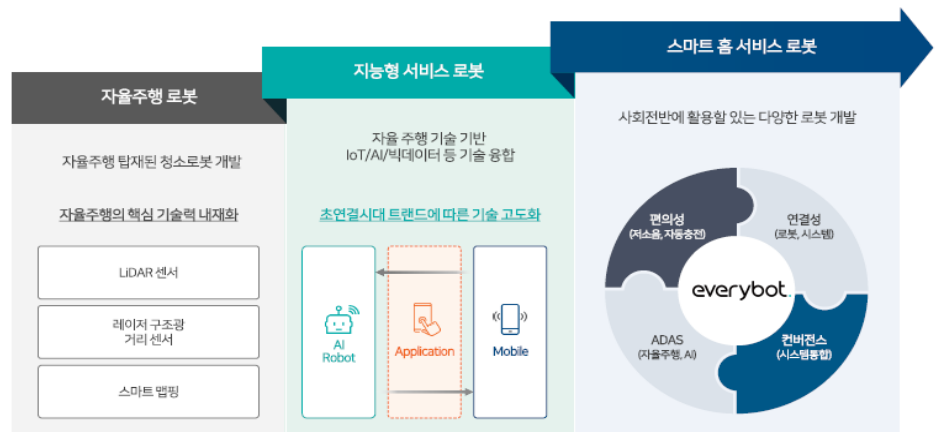 자율주행 로봇
자율주행 탑재된 청소로봇 개발
자율주행의 핵심 기술력 내재화
LiDAR 센서
레이저 구조광
거리 센서
스마트 맵핑
지능형 서비스 로봇
자율 주행 기술 기반
IoT/AI/빅데이터 등 기술 융합
초연결시대 트랜드에 따른 기술 고도화
AI
Robot
Application
Mobile
스마트 홈 서비스 로봇
사회전반에 활용할 있는 다양한 로봇 개발
편의성
(저소음, 자동충전)
연결성
(로봇, 시스템)
everybot
ADAS
(자율주행, AI)
컨버전스
(시스템통합)